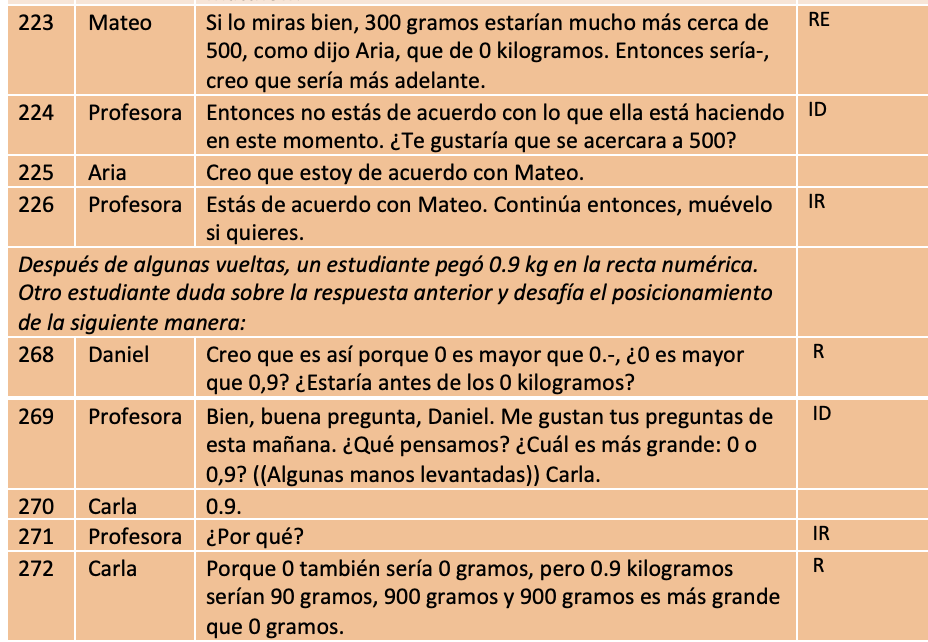 223 Mateo Si lo miras bien, 300 gramos estarían mucho más cerca de RE
500, como dijo Aria, que de 0 kilogramos. Entonces sería-,
creo que sería más adelante.
224 Profesora Entonces no estás de acuerdo con lo que ella está haciendo ID
en este momento. ¿Te gustaría que se acercara a 500?
225 Aria Creo que estoy de acuerdo con Mateo.
226 Profesora Estás de acuerdo con Mateo. Continúa entonces, muévelo IR
si quieres.
Después de algunas vueltas, un estudiante pegó 0.9 kg en la recta numérica.
Otro estudiante duda sobre la respuesta anterior y desafía el posicionamiento
de la siguiente manera:
268 Daniel Creo que es así porque 0 es mayor que 0.-, ¿0 es mayor R
que 0,9? ¿Estaría antes de los 0 kilogramos?
269 Profesora Bien, buena pregunta, Daniel. Me gustan tus preguntas de ID
esta mañana. ¿Qué pensamos? ¿Cuál es más grande: 0 o
0,9? ((Algunas manos levantadas)) Carla.
270 Carla 0.9.
271 Profesora ¿Por qué? IR
272 Carla Porque 0 también sería 0 gramos, pero 0.9 kilogramos R
serían 90 gramos, 900 gramos y 900 gramos es más grande
que 0 gramos.